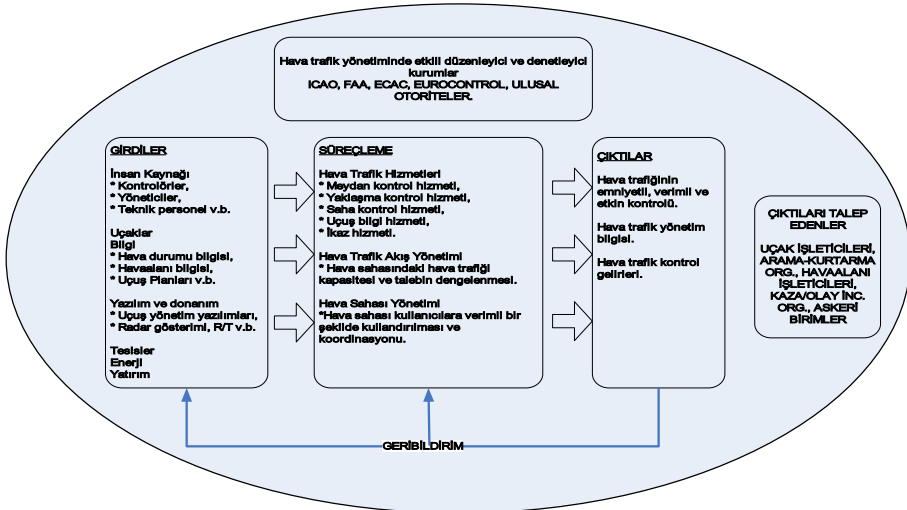 Hava trafik yönetiminde etkili düzenleyici ve denetleyici
kurumlar
ICAO, FAA, ECAC, EUROCONTROL, ULUSAL
OTORİTELER.
GİRDİLER
İnsan Kaynağı
* Kontrolörler,
* Yöneticiler,
* Teknik personel v.b.
Uçaklar
Bilgi
* Hava durumu bilgisi,
* Havaalanı bilgisi,
* Uçuş Planları v.b.
Yazılım ve donanım
* Uçuş yönetim yazılımları,
* Radar gösterimi, R/T v.b.
Tesisler
Enerji
Yatırım
SÜREÇLEME
Hava Trafik Hizmetleri
* Meydan kontrol hizmeti,
* Yaklaşma kontrol hizmeti,
* Saha kontrol hizmeti,
* Uçuş bilgi hizmeti,
* İkaz hizmeti.
Hava Trafik Akış Yönetimi
* Hava sahasındaki hava trafiği
kapasitesi ve talebin dengelenmesi.
Hava Sahası Yönetimi
*Hava sahası kullanıcılara verimli bir
şekilde kullandırılması ve
koordinasyonu.
ÇIKTILAR
Hava trafiğinin
emniyetli, verimli ve
etkin kontrolü.
Hava trafik yönetim
bilgisi.
Hava trafik kontrol
gelirleri.
ÇIKTILARI TALEP
EDENLER
UÇAK İŞLETİCİLERİ,
ARAMA-KURTARMA
ORG., HAVAALANI
İŞLETİCİLERİ,
KAZA/OLAY İNC.
ORG., ASKERİ
BİRİMLER
GERİBİLDİRİM